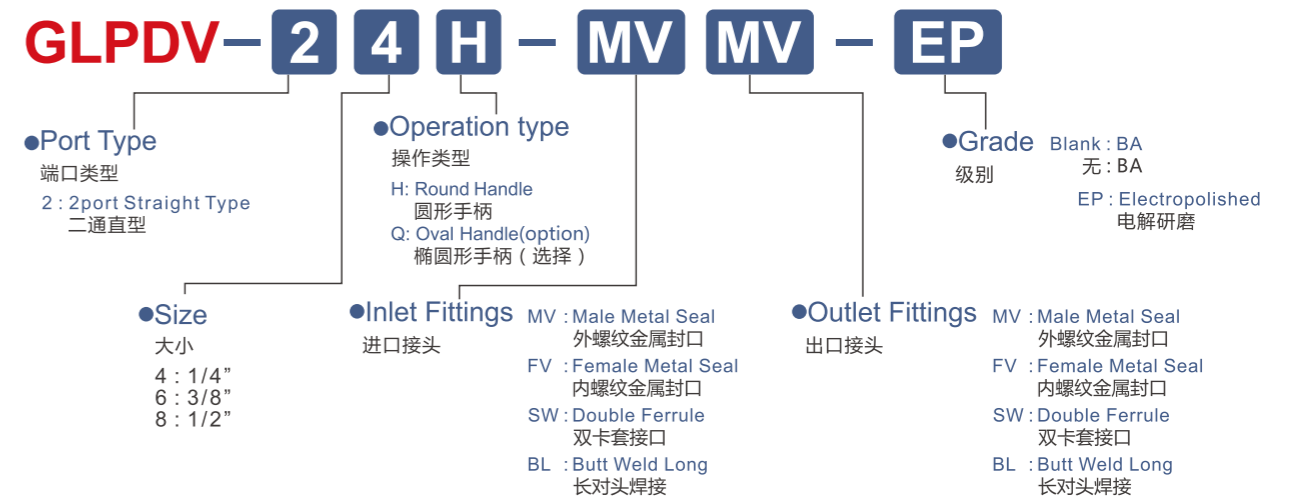 GLPDV－24H－MVMV－EP
●Port Type
端口类型
2 : 2port Straight Type
二通直型
●Operation type
操作类型
H: Round Handle
圆形手柄
Q: Oval Handle(option)
椭圆形手柄（选择）
●Grade
级别
Blank : BA
无 : BA
EP : Electropolished
电解研磨
●Size
大小
4 : 1/4”
6 : 3/8”
8 : 1/2”
●Inlet Fittings
进口接头
MV : Male Metal Seal
外螺纹金属封口
FV : Female Metal Seal
内螺纹金属封口
SW : Double Ferrule
双卡套接口
BL : Butt Weld Long
长对头焊接
●Outlet Fittings
出口接头
MV : Male Metal Seal
外螺纹金属封口
FV : Female Metal Seal
内螺纹金属封口
SW : Double Ferrule
双卡套接口
BL : Butt Weld Long
长对头焊接